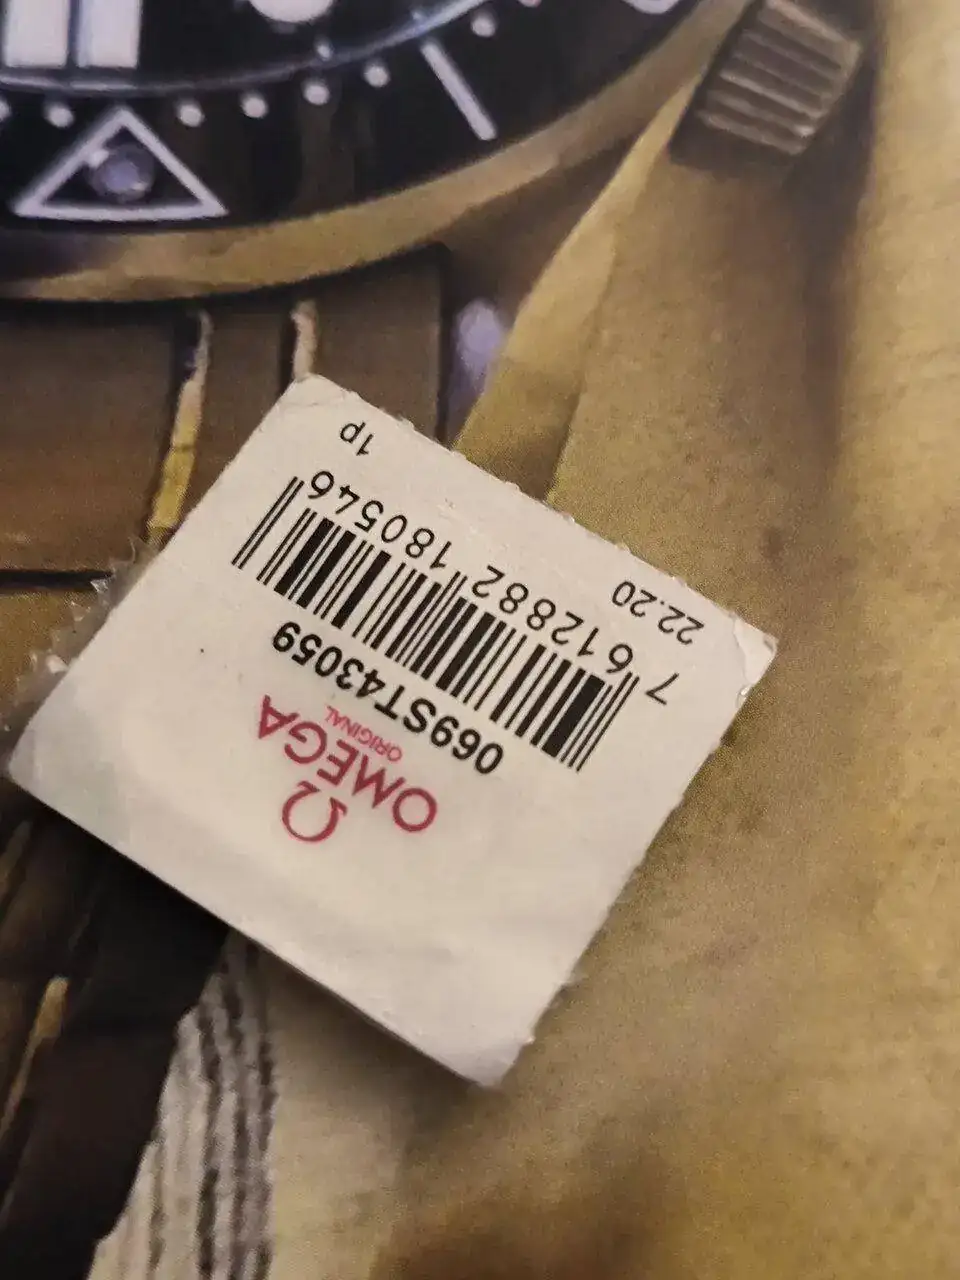 Ω
OMEGA
ORIGINAL
069ST43059
7 612882 180546
22.20 1p